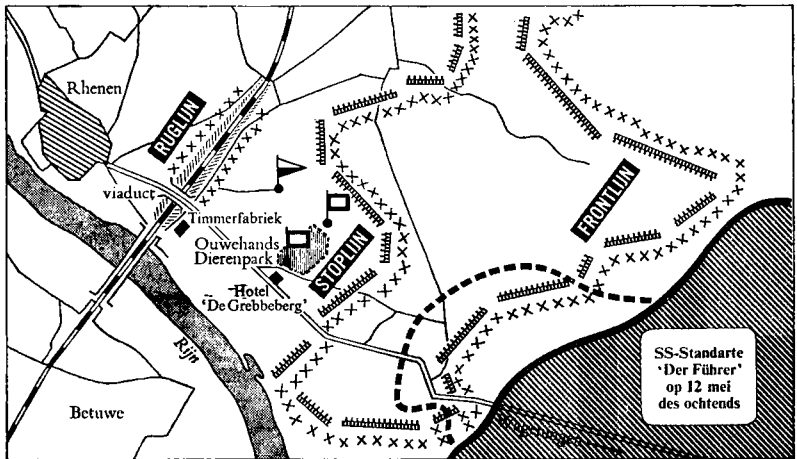 Rhenen
RUGLIJN
viaduct
Timmerfabriek
Ouwehands
Dierenpark
STOPLIJN
FRONTLIJN
Hotel
'De Grebbeberg'
Rijn
Betuwe
SS-Standarte
'Der Führer'
op 12 mei
des ochtends